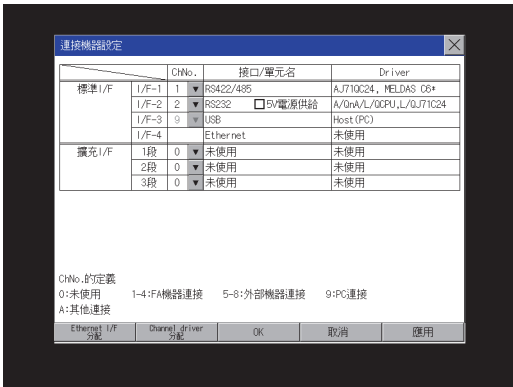 連接機器設定
ChNo. 接口/單元名 Driver
標準I/F I/F-1 1 ▼ RS422/485 AJ71QC24, MELDAS C6*
I/F-2 2 ▼ RS232 □5V電源供給 A/QnA/L/QCPU,L/QJ71C24
I/F-3 9 ▼ USB Host(PC)
I/F-4 Ethernet 未使用
擴充I/F 1段 0 ▼ 未使用 未使用
2段 0 ▼ 未使用 未使用
3段 0 ▼ 未使用 未使用
ChNo.的定義
0:未使用 1-4:FA機器連接 5-8:外部機器連接 9:PC連接
A:其他連接
Ethernet I/F
分配
Channel driver
分配
OK
取消
應用